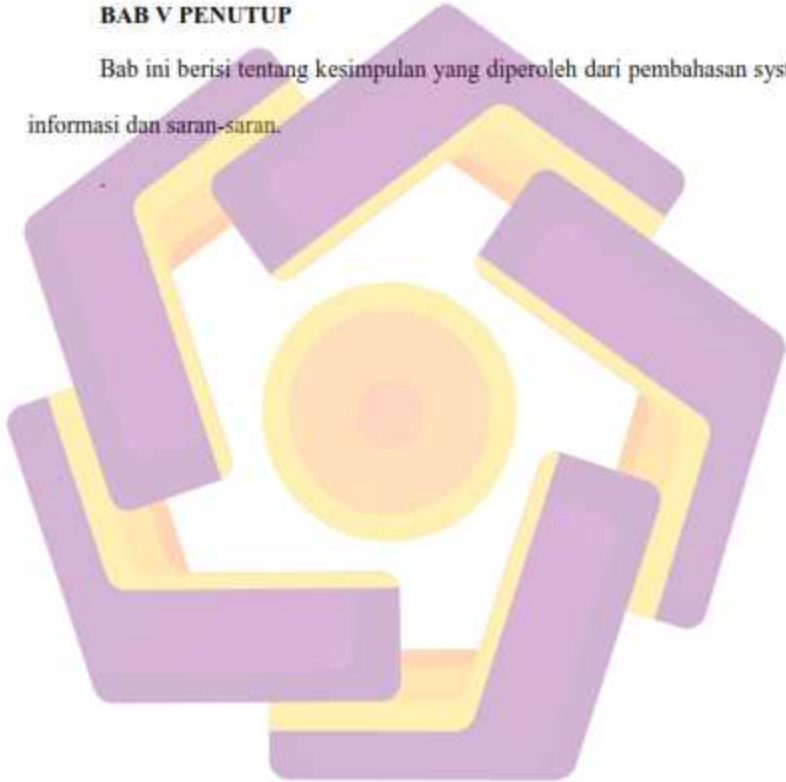 BAB V PENUTUP
Bab ini berisi tentang kesimpulan yang diperoleh dari pembahasan
informasi dan saran-saran.
.